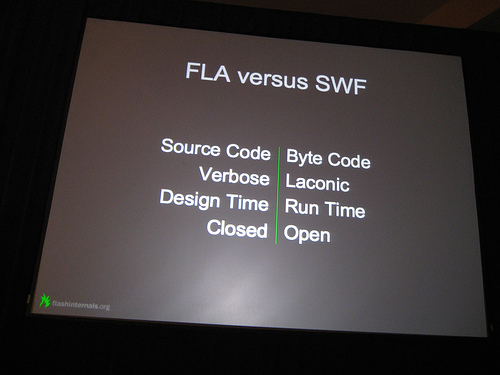 FLA versus SWF
Source Code Byte Code
Verbose Laconic
Design Time Run Time
Closed Open
flashinternals.org